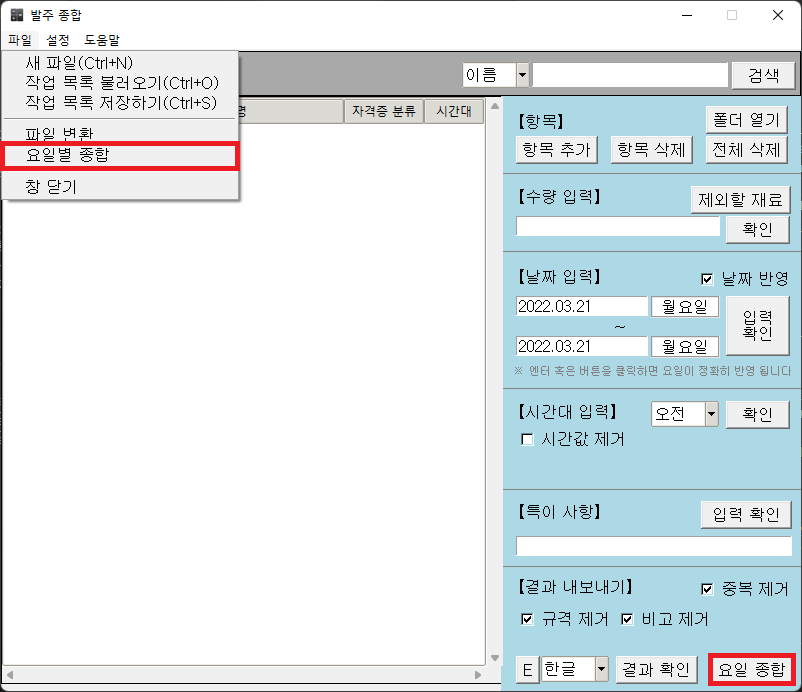 발주 종합
파일 설정 도움말
새 파일(Ctrl+N)
작업 목록 불러오기(Ctrl+O)
작업 목록 저장하기(Ctrl+S)
파일 변환
요일별 종합
창 닫기
이름
검색
명 자격증 분류 시간대
【항목】 폴더 열기
항목 추가 항목 삭제 전체 삭제
【수량 입력】 제외할 재료
확인
【날짜 입력】 날짜 반영
2022.03.21 월요일
~
입력
확인
2022.03.21 월요일
※ 엔터 혹은 버튼을 클릭하면 요일이 정확히 반영 됩니다
【시간대 입력】 오전 확인
시간값 제거
【특이 사항】 입력 확인
【결과 내보내기】 중복 제거
규격 제거 비고 제거
E 한글 결과 확인 요일 종합